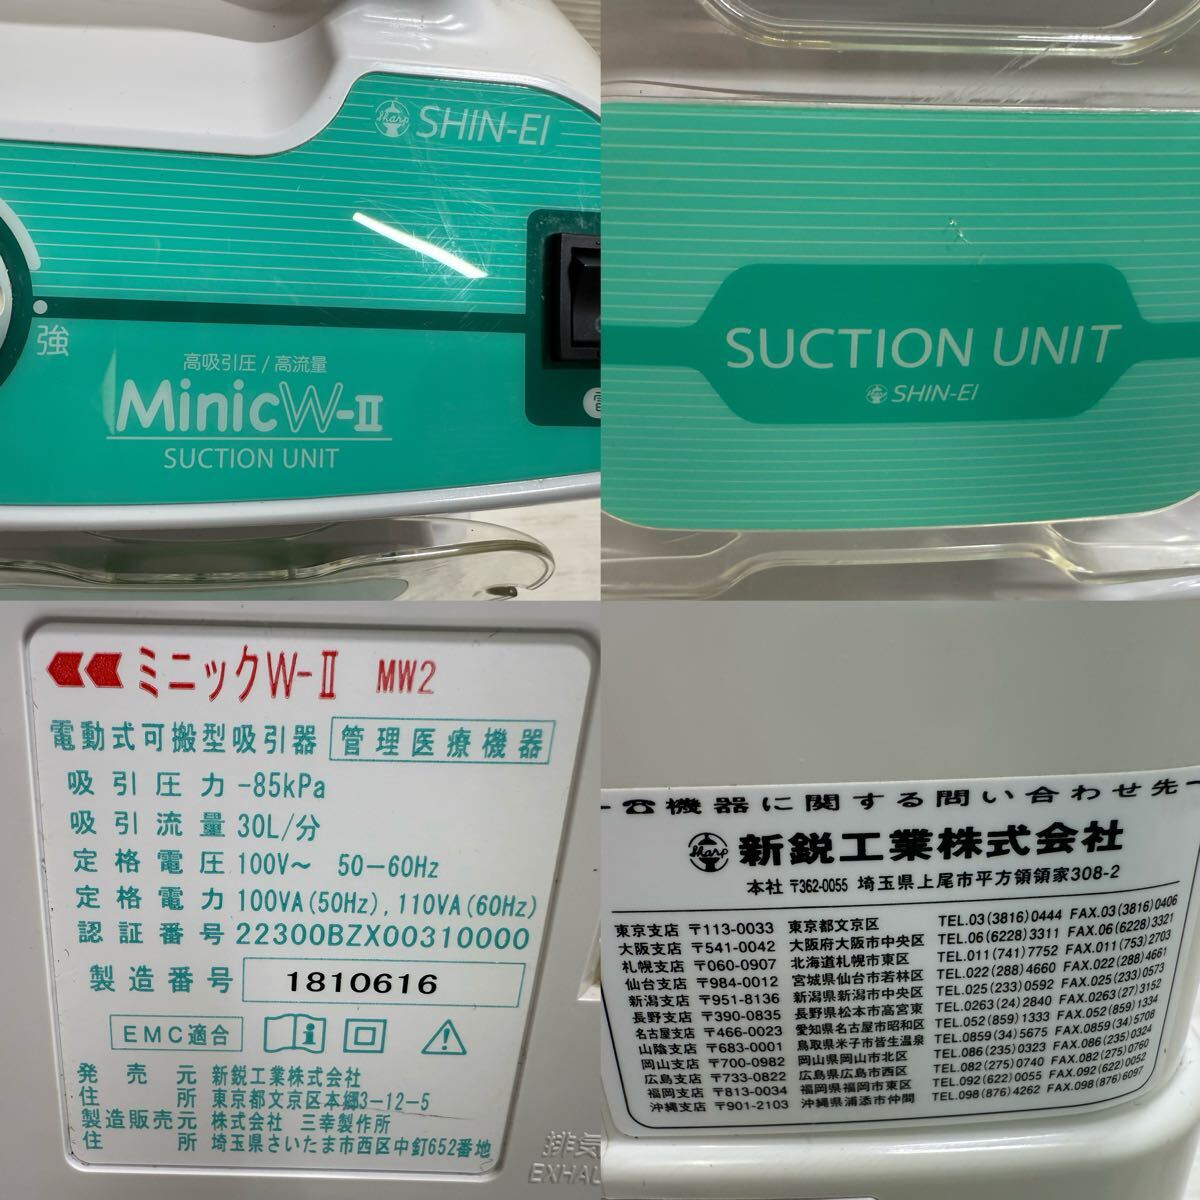 Sharp SHIN-EI
強
高吸引圧 / 高流量
MinicW-II
SUCTION UNIT
SUCTION UNIT
SHIN-EI
ミニックW-II MW2
電動式可搬型吸引器 管理医療機器
吸引圧力 -85kPa
吸引流量 30L/分
定格電圧 100V～ 50-60Hz
定格電力 100VA(50Hz), 110VA(60Hz)
認証番号 22300BZX00310000
製造番号 1810616
EMC適合
発売元 新鋭工業株式会社
住所 東京都文京区本郷3-12-5
製造販売元 株式会社 三幸製作所
住所 埼玉県さいたま市西区中釘652番地
排気
EXHAU
☎機器に関する問い合わせ先
Sharp 新鋭工業株式会社
本社 〒362-0055 埼玉県上尾市平方領領家308-2
東京支店 〒113-0033 東京都文京区 TEL.03(3816)0444 FAX.03(3816)0406
大阪支店 〒541-0042 大阪府大阪市中央区 TEL.06(6228)3311 FAX.06(6228)3321
札幌支店 〒060-0907 北海道札幌市東区 TEL.011(741)7752 FAX.011(753)2703
仙台支店 〒984-0012 宮城県仙台市若林区 TEL.022(288)4660 FAX.022(288)4661
新潟支店 〒951-8136 新潟県新潟市中央区 TEL.025(233)0592 FAX.025(233)0573
長野支店 〒390-0835 長野県松本市高宮東 TEL.0263(24)2840 FAX.0263(27)3152
名古屋支店 〒466-0023 愛知県名古屋市昭和区 TEL.052(859)1333 FAX.052(859)1334
山陰支店 〒683-0001 鳥取県米子市皆生温泉 TEL.0859(34)5675 FAX.0859(34)5708
岡山支店 〒700-0982 岡山県岡山市北区 TEL.086(235)0323 FAX.086(235)0324
広島支店 〒733-0822 広島県広島市西区 TEL.082(275)0740 FAX.082(275)0760
福岡支店 〒813-0034 福岡県福岡市東区 TEL.092(622)0055 FAX.092(622)0052
沖縄支店 〒901-2103 沖縄県浦添市仲間 TEL.098(876)4262 FAX.098(876)6097